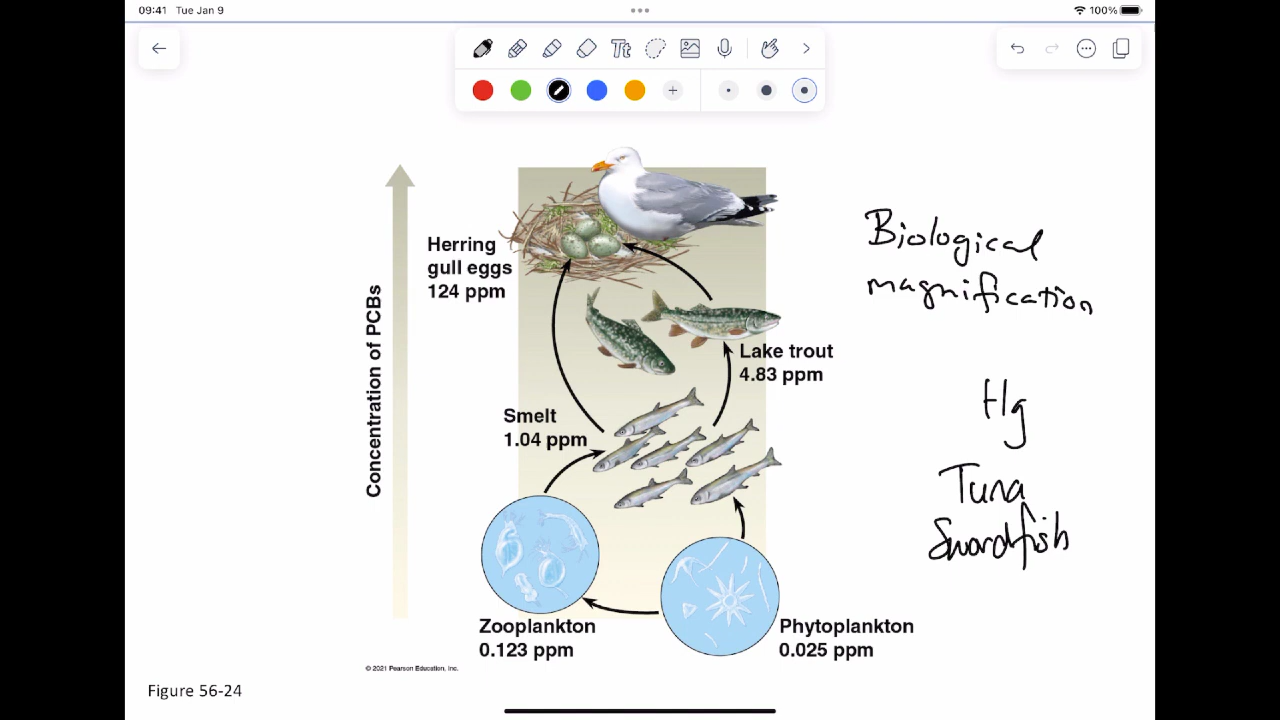 09:41 Tue Jan 9
100%
Tt
Herring
gull eggs
124 ppm
Biological
magnification
Concentration of PCBs
Lake trout
4.83 ppm
Hg
Smelt
1.04 ppm
Tuna
Swordfish
Zooplankton
0.123 ppm
Phytoplankton
0.025 ppm
© 2021 Pearson Education, Inc.
Figure 56-24